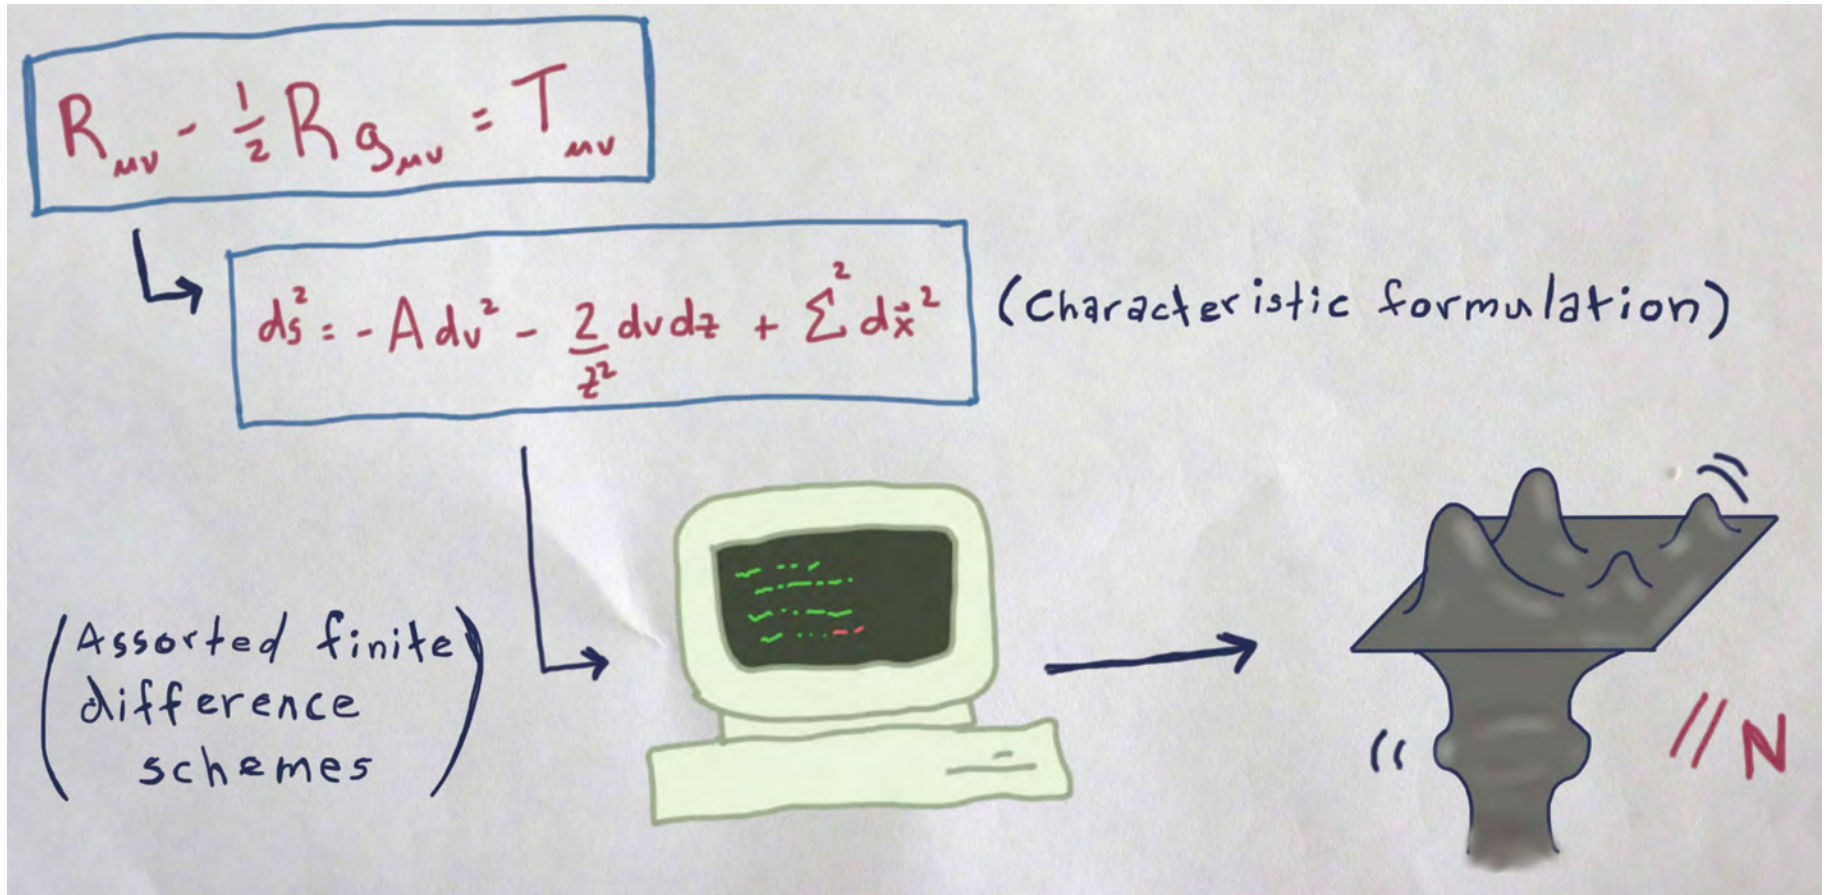 R_μν - 1/2 R g_μν = T_μν
ds² = - A dv² - 2/z² dv dz + Σ² dx⃗²
(Characteristic formulation)
(Assorted finite
difference
schemes)
// N